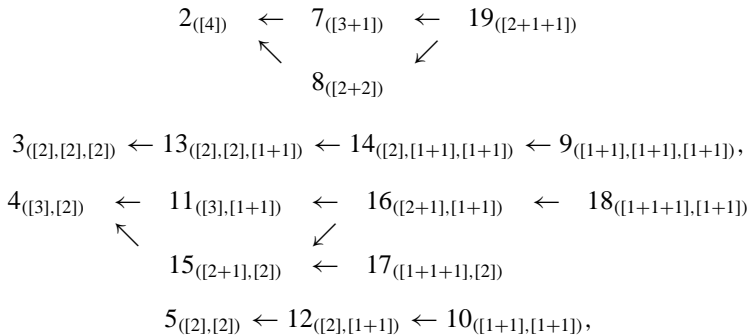 2([4]) ← 7([3+1]) ← 19([2+1+1])
↖ ↙
8([2+2])
3([2],[2],[2]) ← 13([2],[2],[1+1]) ← 14([2],[1+1],[1+1]) ← 9([1+1],[1+1],[1+1]),
4([3],[2]) ← 11([3],[1+1]) ← 16([2+1],[1+1]) ← 18([1+1+1],[1+1])
↖ ↙
15([2+1],[2]) ← 17([1+1+1],[2])
5([2],[2]) ← 12([2],[1+1]) ← 10([1+1],[1+1]),